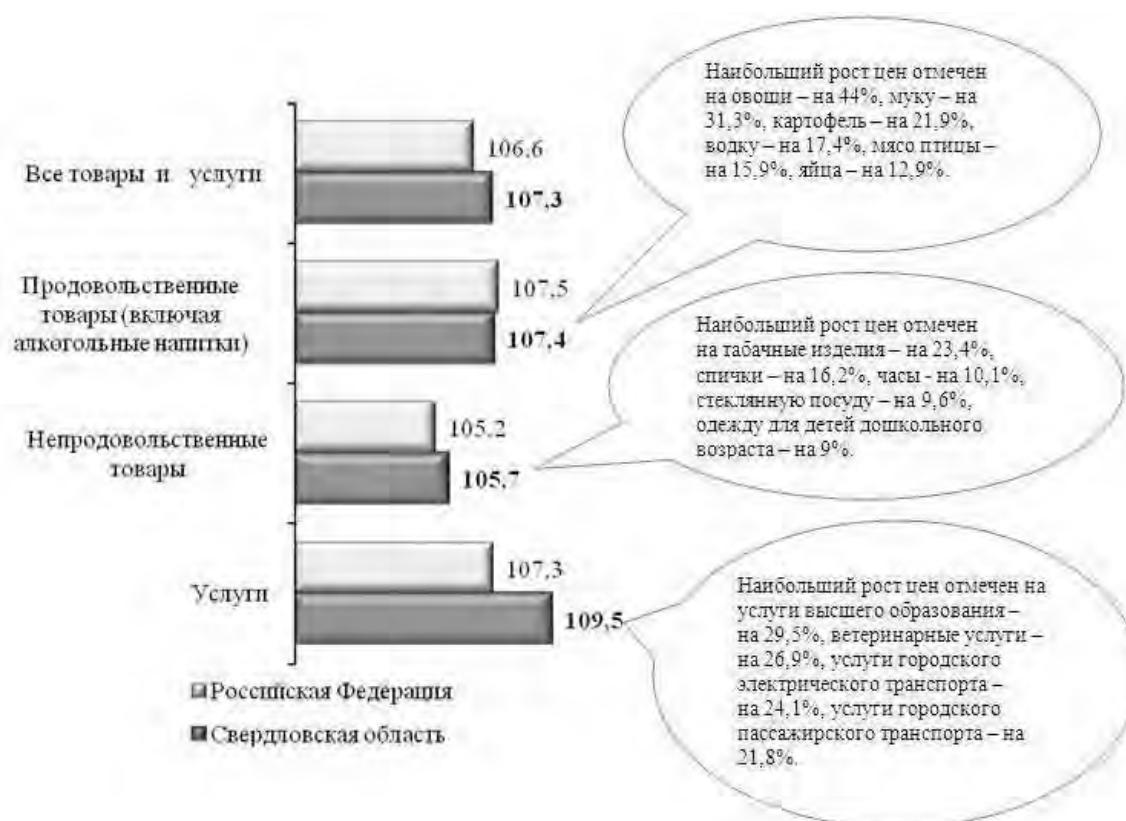 Все товары и услуги
106,6
107,3
Наибольший рост цен отмечен
на овощи – на 44%, муку – на
31,3%, картофель – на 21,9%,
водку – на 17,4%, мясо птицы –
на 15,9%, яйца – на 12,9%.
Продовольственные
товары (включая
алкогольные напитки)
107,5
107,4
Наибольший рост цен отмечен
на табачные изделия – на 23,4%,
спички – на 16,2%, часы - на 10,1%,
стеклянную посуду – на 9,6%,
одежду для детей дошкольного
возраста – на 9%.
Непродовольственные
товары
105,2
105,7
Услуги
107,3
109,5
Наибольший рост цен отмечен на
услуги высшего образования –
на 29,5%, ветеринарные услуги –
на 26,9%, услуги городского
электрического транспорта –
на 24,1%, услуги городского
пассажирского транспорта – на
21,8%.
Российская Федерация
Свердловская область